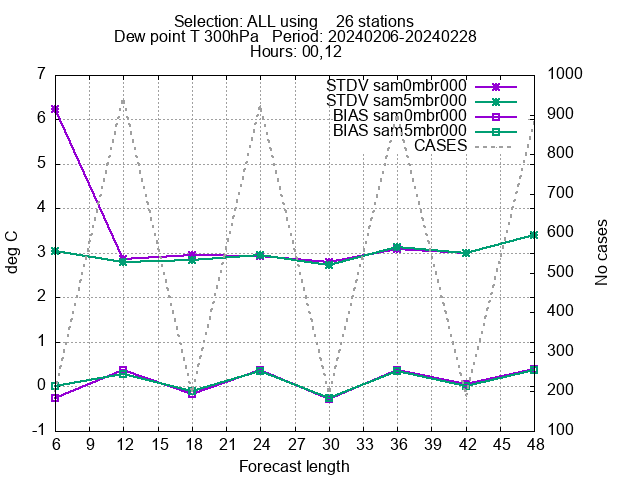 Selection: ALL using    26 stations
Dew point T 300hPa   Period: 20240206-20240228
Hours: 00,12
7 1000
STDV sam0mbr000
STDV sam5mbr000
BIAS sam0mbr000
BIAS sam5mbr000
CASES
6 900
5 800
4 700
3 600
2 500
1 400
0 300
-1 200
100
deg C
No cases
6 9 12 15 18 21 24 27 30 33 36 39 42 45 48
Forecast length